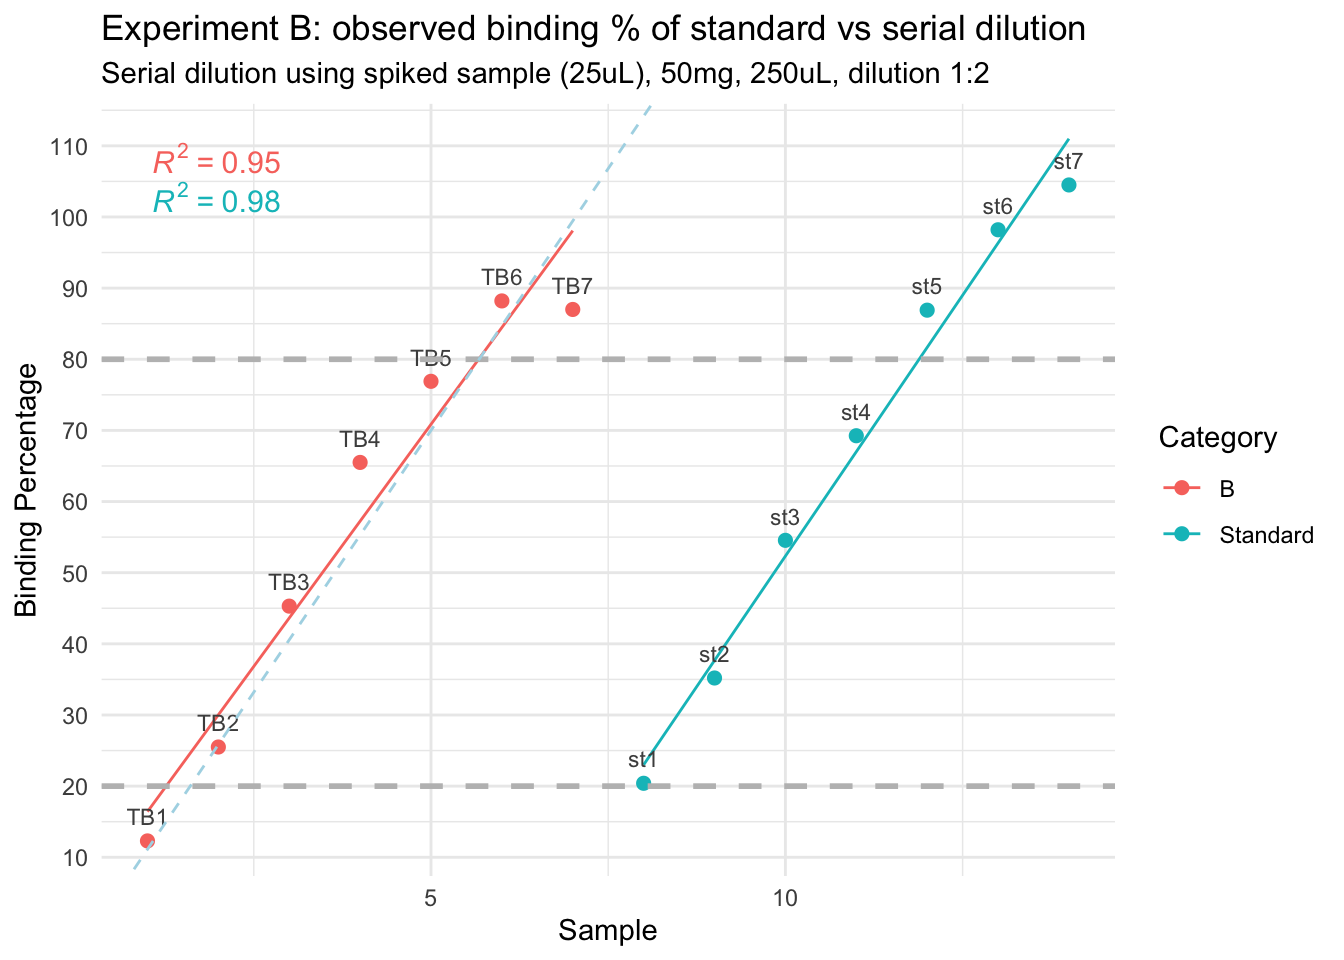 Experiment B: observed binding % of standard vs serial dilution
Serial dilution using spiked sample (25uL), 50mg, 250uL, dilution 1:2
110
100
90
80
70
60
50
40
30
20
10
Binding Percentage
R² = 0.95
R² = 0.98
TB1
TB2
TB3
TB4
TB5
TB6
TB7
st1
st2
st3
st4
st5
st6
st7
5
10
Sample
Category
B
Standard